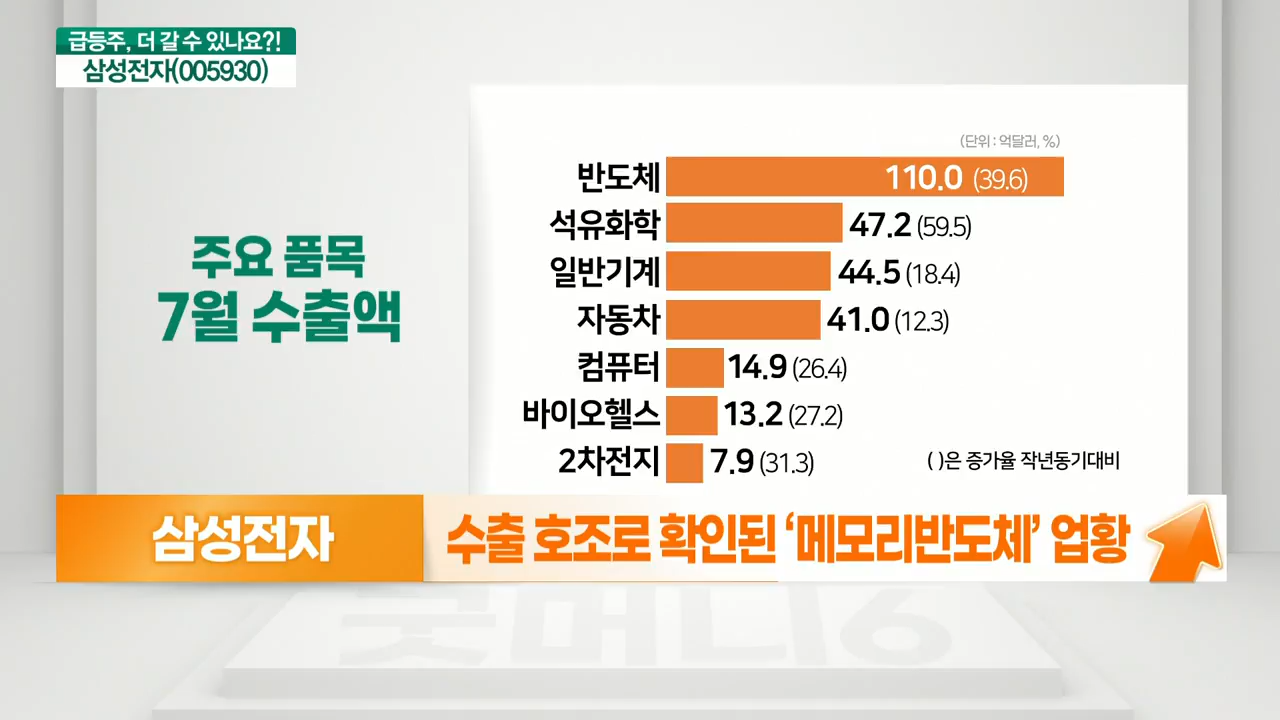 급등주, 더 갈 수 있나요?!
삼성전자(005930)
주요 품목
7월 수출액
(단위 : 억달러, %)
반도체 110.0 (39.6)
석유화학 47.2 (59.5)
일반기계 44.5 (18.4)
자동차 41.0 (12.3)
컴퓨터 14.9 (26.4)
바이오헬스 13.2 (27.2)
2차전지 7.9 (31.3)
( )은 증가율 작년동기대비
삼성전자
수출 호조로 확인된 ‘메모리반도체’ 업황
굿머니6